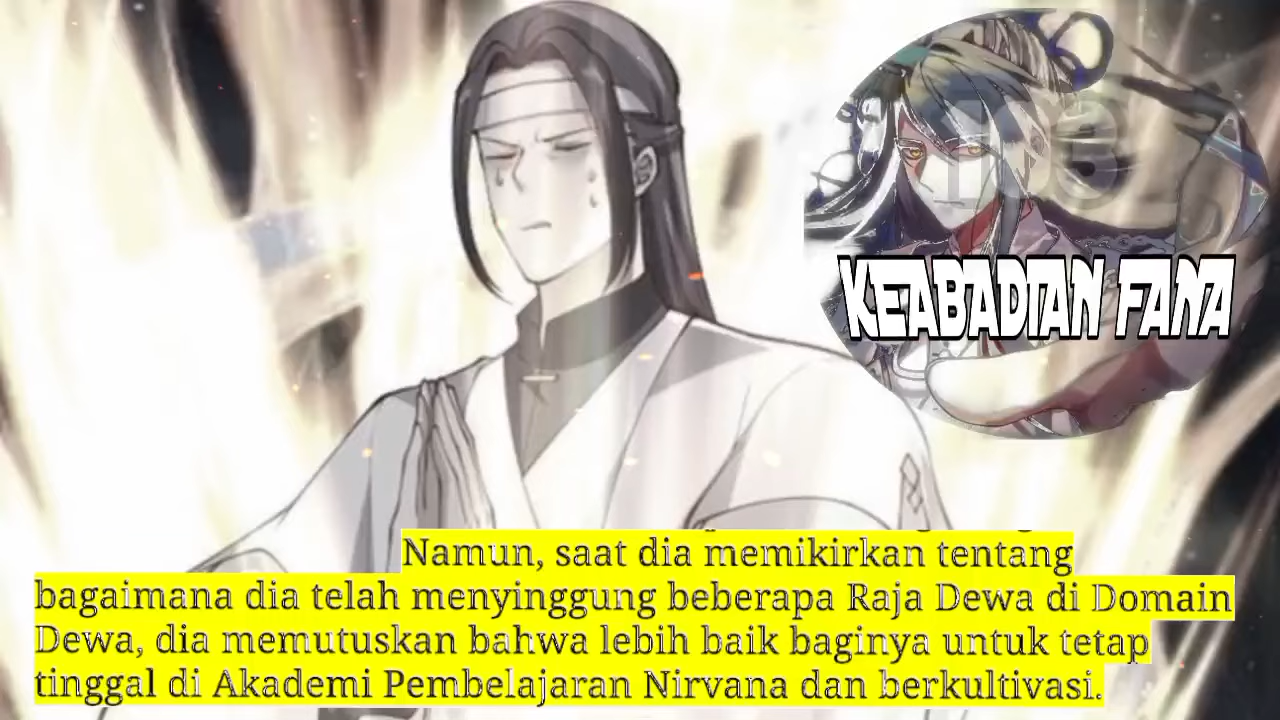 KEABADIAN FANA
Namun, saat dia memikirkan tentang
bagaimana dia telah menyinggung beberapa Raja Dewa di Domain
Dewa, dia memutuskan bahwa lebih baik baginya untuk tetap
tinggal di Akademi Pembelajaran Nirvana dan berkultivasi.